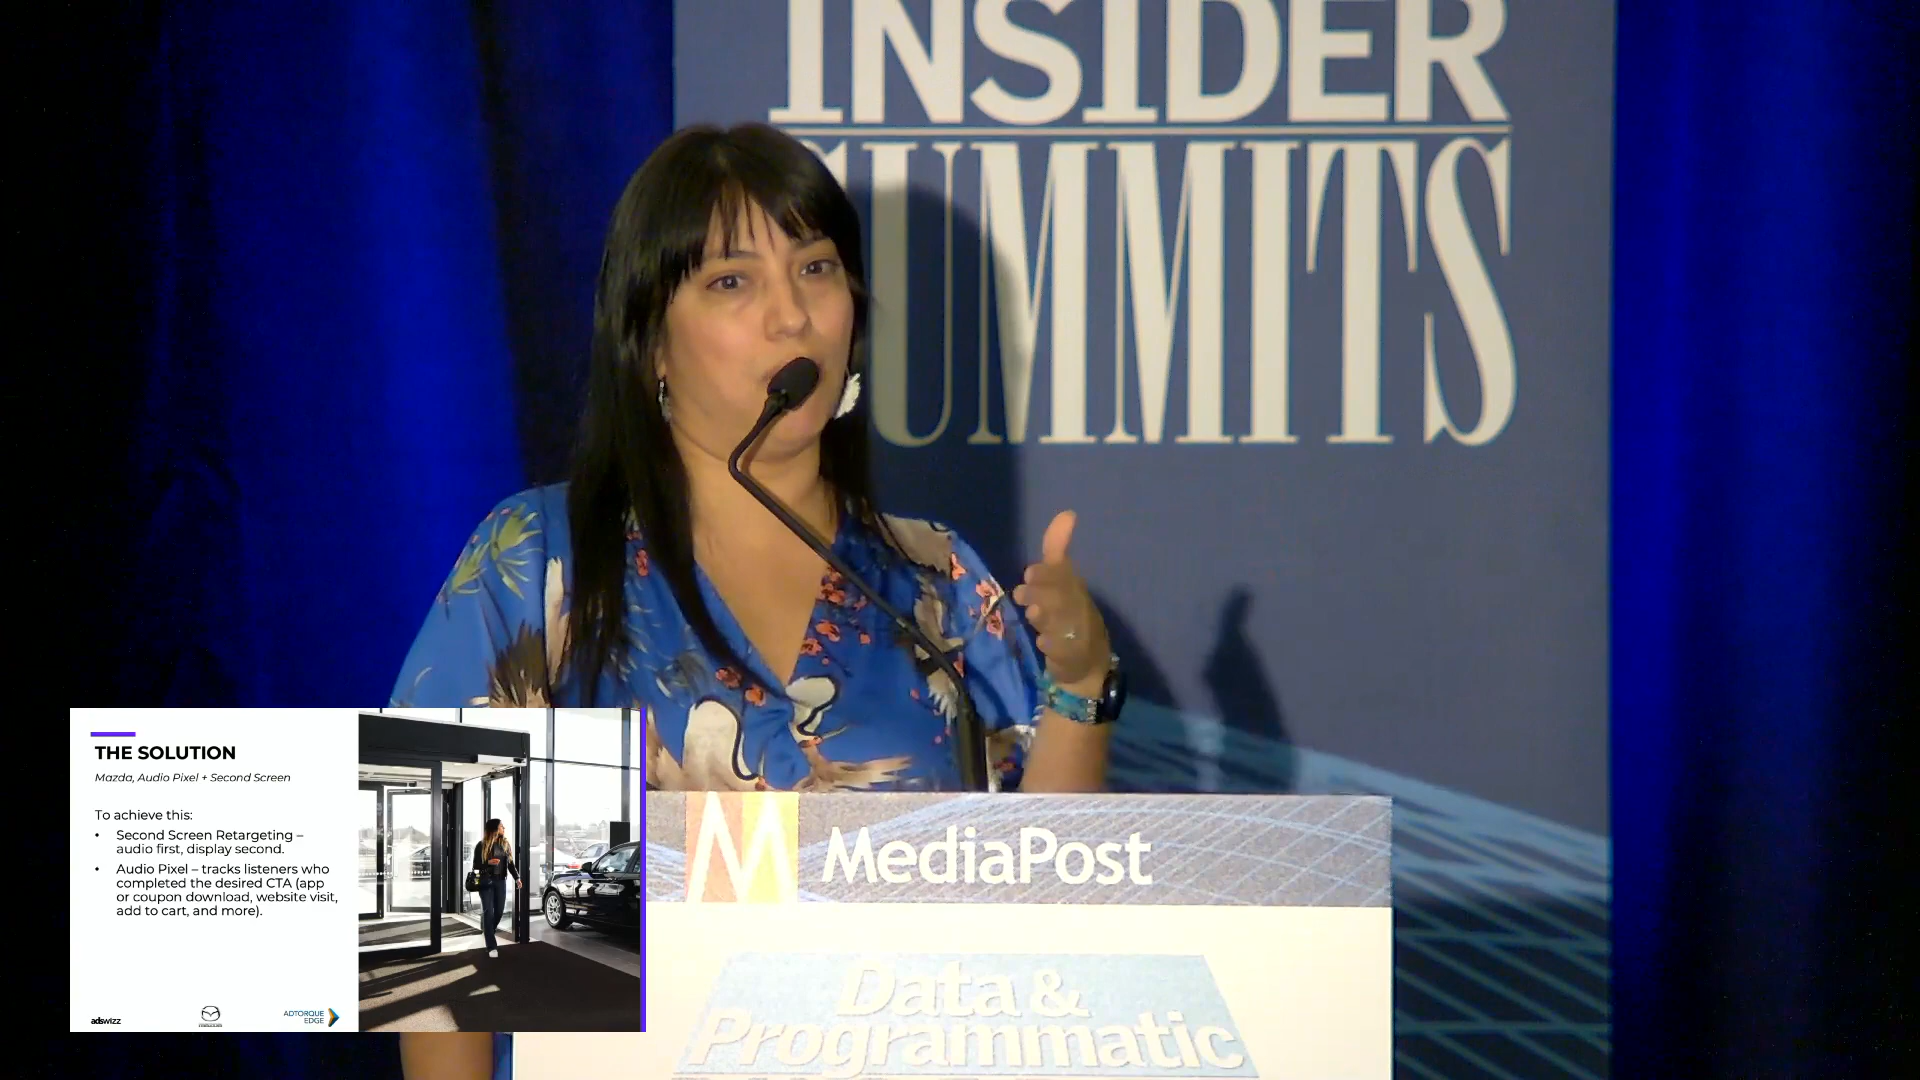 INSIDER
SUMMITS
THE SOLUTION
Mazda, Audio Pixel + Second Screen
To achieve this:
• Second Screen Retargeting –
audio first, display second.
• Audio Pixel – tracks listeners who
completed the desired CTA (app
or coupon download, website visit,
add to cart, and more).
adswizz
ADTORQUE
EDGE
M MediaPost
Data &
Programmatic